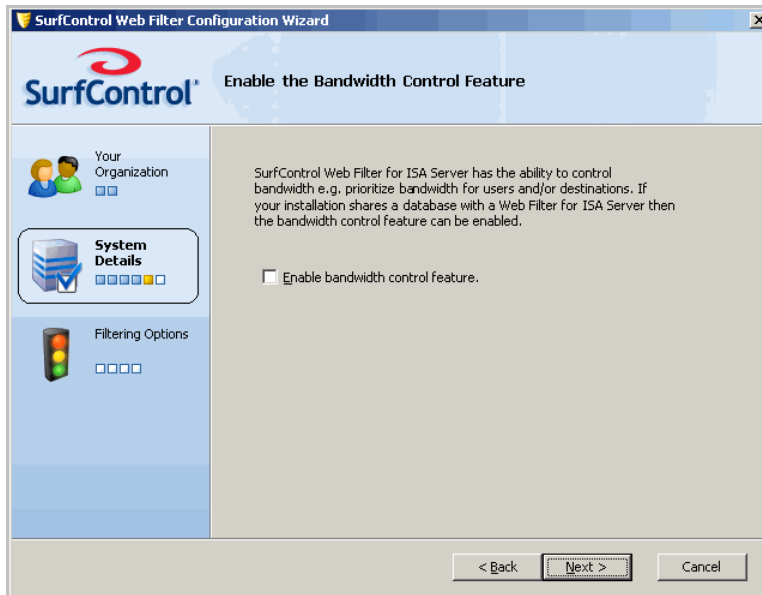 SurfControl Web Filter Configuration Wizard
SurfControl
Enable the Bandwidth Control Feature
Your
Organization
System
Details
Filtering Options
SurfControl Web Filter for ISA Server has the ability to control
bandwidth e.g. prioritize bandwidth for users and/or destinations. If
your installation shares a database with a Web Filter for ISA Server then
the bandwidth control feature can be enabled.
Enable bandwidth control feature.
< Back
Next >
Cancel